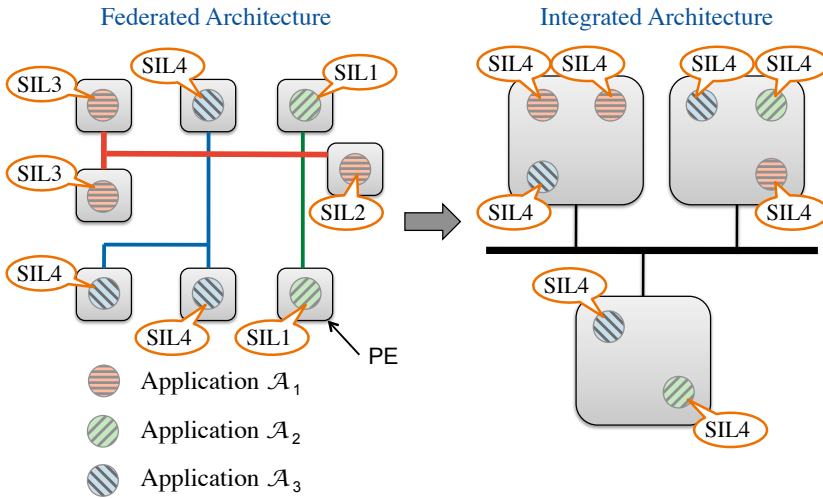 Federated Architecture
Integrated Architecture
SIL3
SIL4
SIL1
SIL3
SIL2
SIL4
SIL4
SIL1
PE
SIL4
SIL4
SIL4
SIL4
SIL4
SIL4
SIL4
SIL4
Application 𝒜₁
Application 𝒜₂
Application 𝒜₃